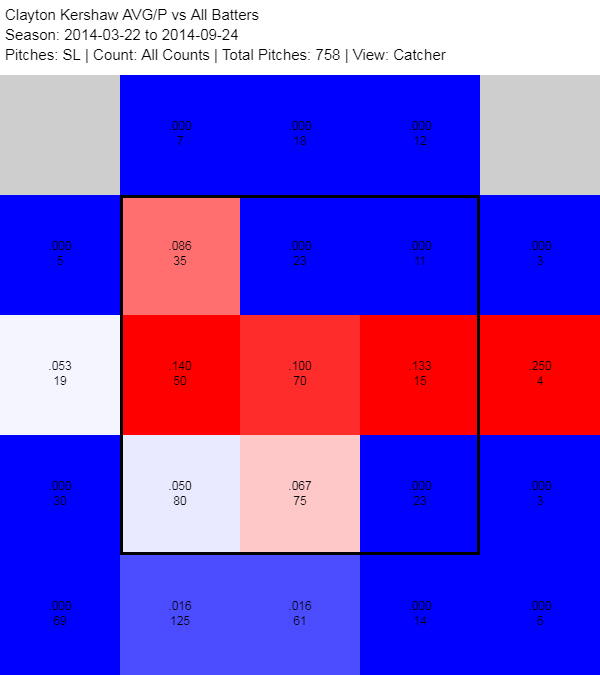 Clayton Kershaw AVG/P vs All Batters
Season: 2014-03-22 to 2014-09-24
Pitches: SL | Count: All Counts | Total Pitches: 758 | View: Catcher
.000 .000 .000
7 18 12
.000 .086 .000 .000 .000
5 35 23 11 3
.053 .140 .100 .133 .250
19 50 70 15 4
.000 .050 .067 .000 .000
30 80 75 23 3
.000 .016 .016 .000 .000
69 125 61 14 6